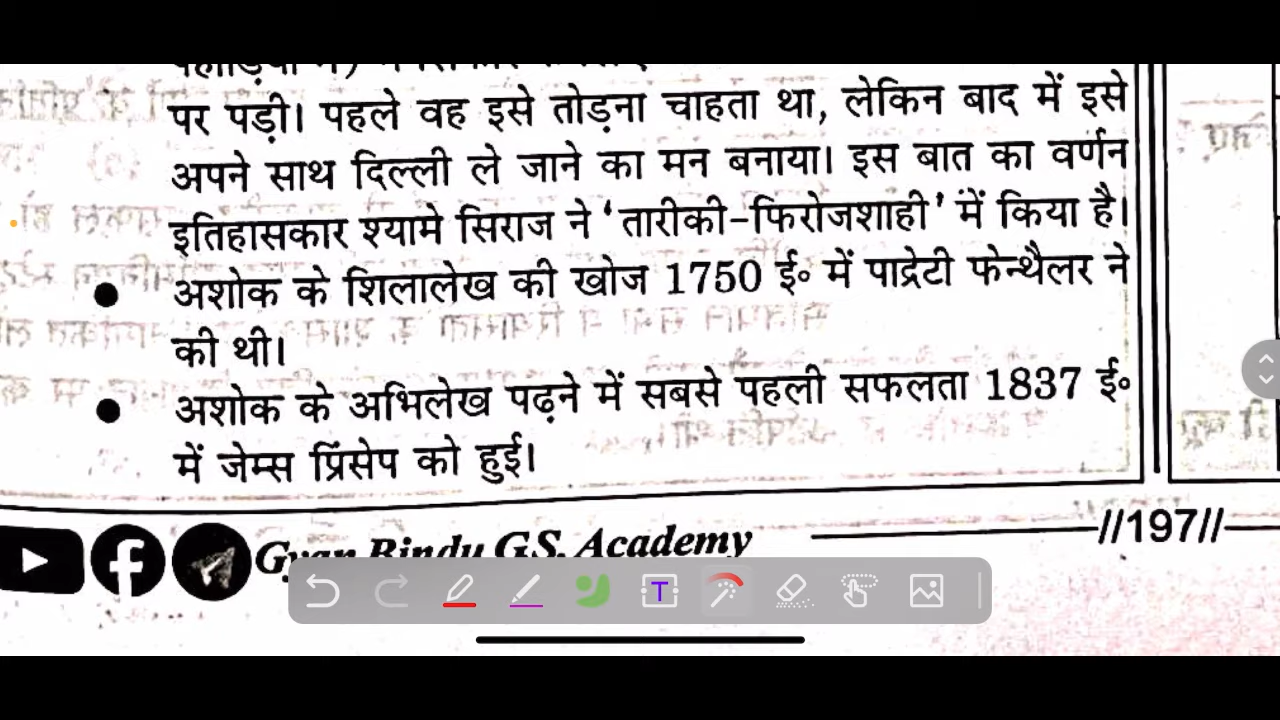 पर पड़ी। पहले वह इसे तोड़ना चाहता था, लेकिन बाद में इसे
अपने साथ दिल्ली ले जाने का मन बनाया। इस बात का वर्णन
इतिहासकार श्यामे सिराज ने ‘तारीकी-फिरोजशाही’ में किया है।
● अशोक के शिलालेख की खोज 1750 ई॰ में पाद्रेटी फेन्थैलर ने
की थी।
● अशोक के अभिलेख पढ़ने में सबसे पहली सफलता 1837 ई॰
में जेम्स प्रिंसेप को हुई।
Gyan Bindu G.S. Academy
//197//
T